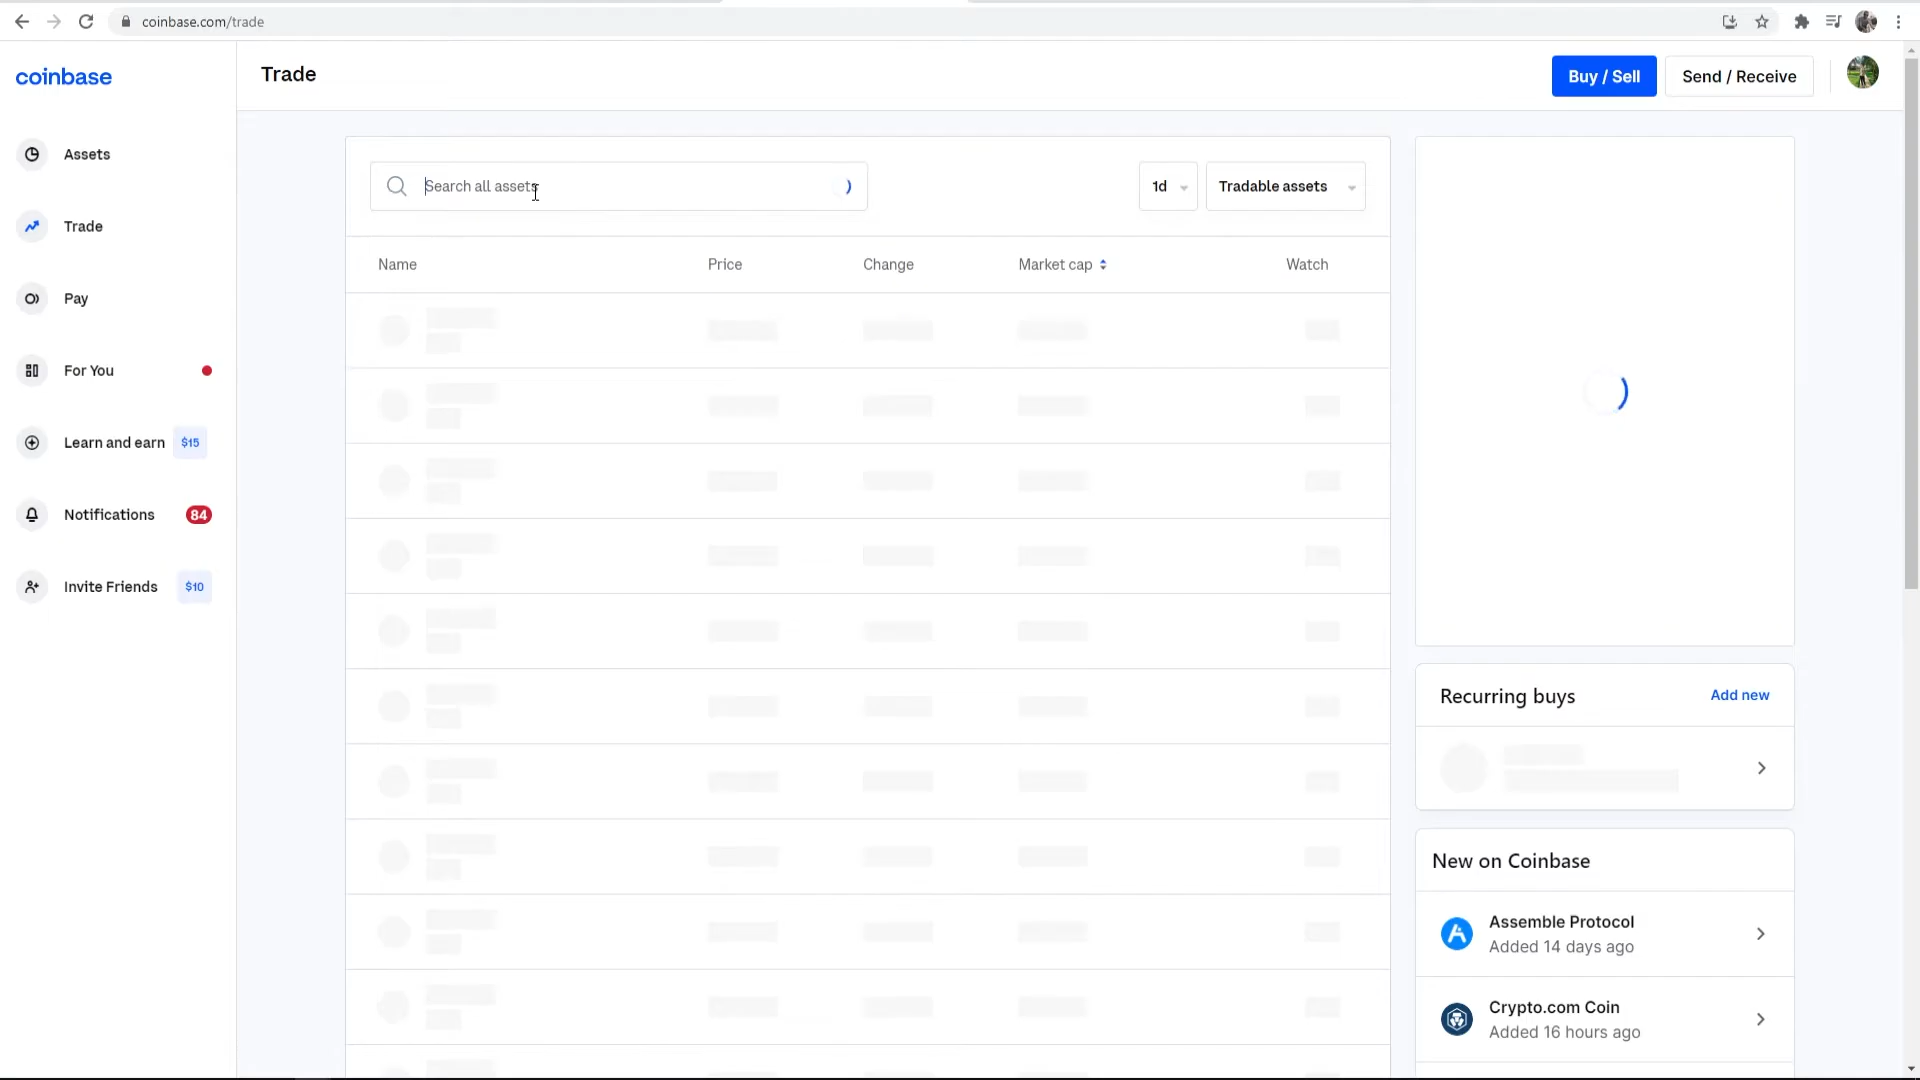 coinbase.com/trade
coinbase
Trade
Buy / Sell
Send / Receive
Assets
Trade
Pay
For You
Learn and earn $15
Notifications 84
Invite Friends $10
Search all assets
1d
Tradable assets
Name Price Change Market cap Watch
Recurring buys Add new
New on Coinbase
Assemble Protocol
Added 14 days ago
Crypto.com Coin
Added 16 hours ago